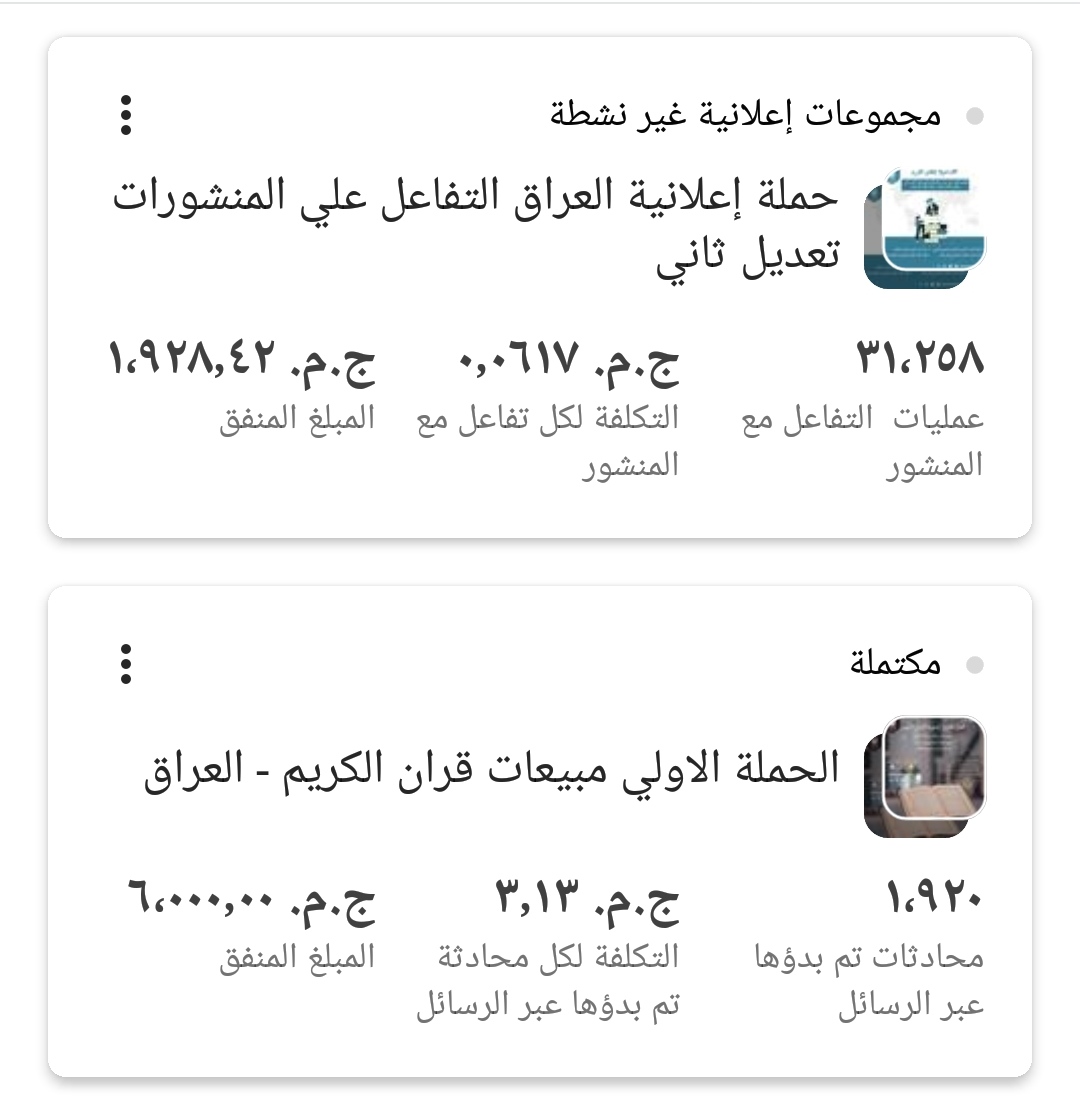 مجموعات إعلانية غير نشطة
حملة إعلانية العراق التفاعل علي المنشورات
تعديل ثاني
٣١،٢٥٨
عمليات التفاعل مع
المنشور
ج.م. ٠,٠٦١٧
التكلفة لكل تفاعل مع
المنشور
ج.م. ١،٩٢٨,٤٢
المبلغ المنفق
مكتملة
الحملة الاولي مبيعات قران الكريم - العراق
١،٩٢٠
محادثات تم بدؤها
عبر الرسائل
ج.م. ٣,١٣
التكلفة لكل محادثة
تم بدؤها عبر الرسائل
ج.م. ٦،٠٠٠,٠٠
المبلغ المنفق